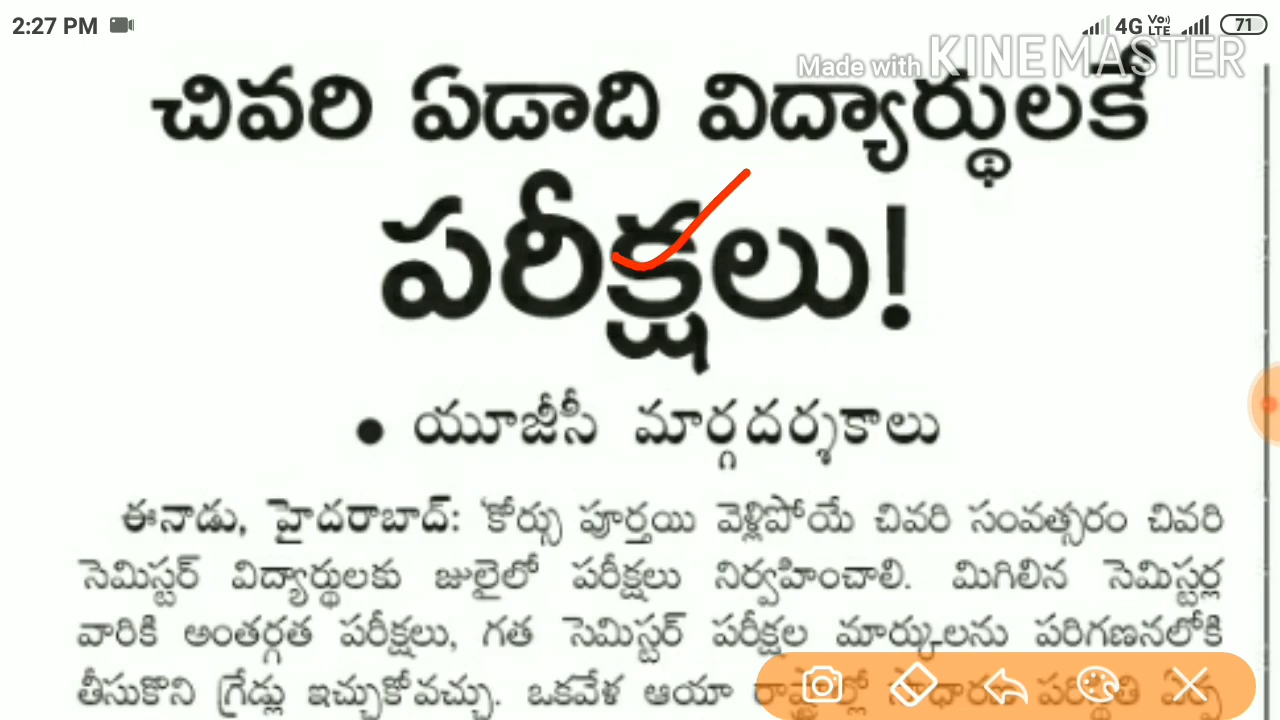 2:27 PM 4G Vo)) LTE 71
Made with KINEMASTER
చివరి ఏడాది విద్యార్థులకే
పరీక్షలు!
• యూజీసీ మార్గదర్శకాలు
ఈనాడు, హైదరాబాద్: ‘కోర్సు పూర్తయి వెళ్లిపోయే చివరి సంవత్సరం చివరి
సెమిస్టర్ విద్యార్థులకు జులైలో పరీక్షలు నిర్వహించాలి. మిగిలిన సెమిస్టర్ల
వారికి అంతర్గత పరీక్షలు, గత సెమిస్టర్ పరీక్షల మార్కులను పరిగణనలోకి
తీసుకొని గ్రేడ్లు ఇచ్చుకోవచ్చు. ఒకవేళ ఆయా